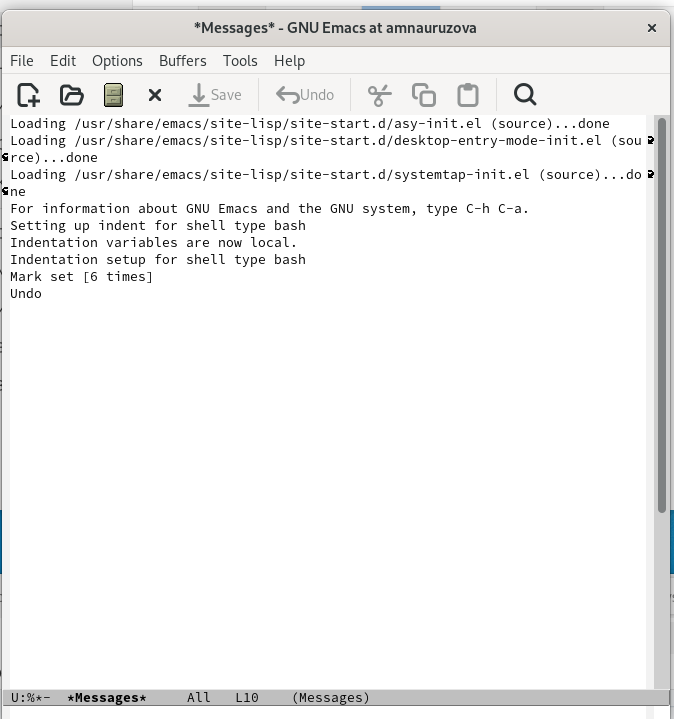 *Messages* - GNU Emacs at amnauruzova
File Edit Options Buffers Tools Help
Save Undo
Loading /usr/share/emacs/site-lisp/site-start.d/asy-init.el (source)...done
Loading /usr/share/emacs/site-lisp/site-start.d/desktop-entry-mode-init.el (sou
rce)...done
Loading /usr/share/emacs/site-lisp/site-start.d/systemtap-init.el (source)...do
ne
For information about GNU Emacs and the GNU system, type C-h C-a.
Setting up indent for shell type bash
Indentation variables are now local.
Indentation setup for shell type bash
Mark set [6 times]
Undo
U:%*- *Messages* All L10 (Messages)